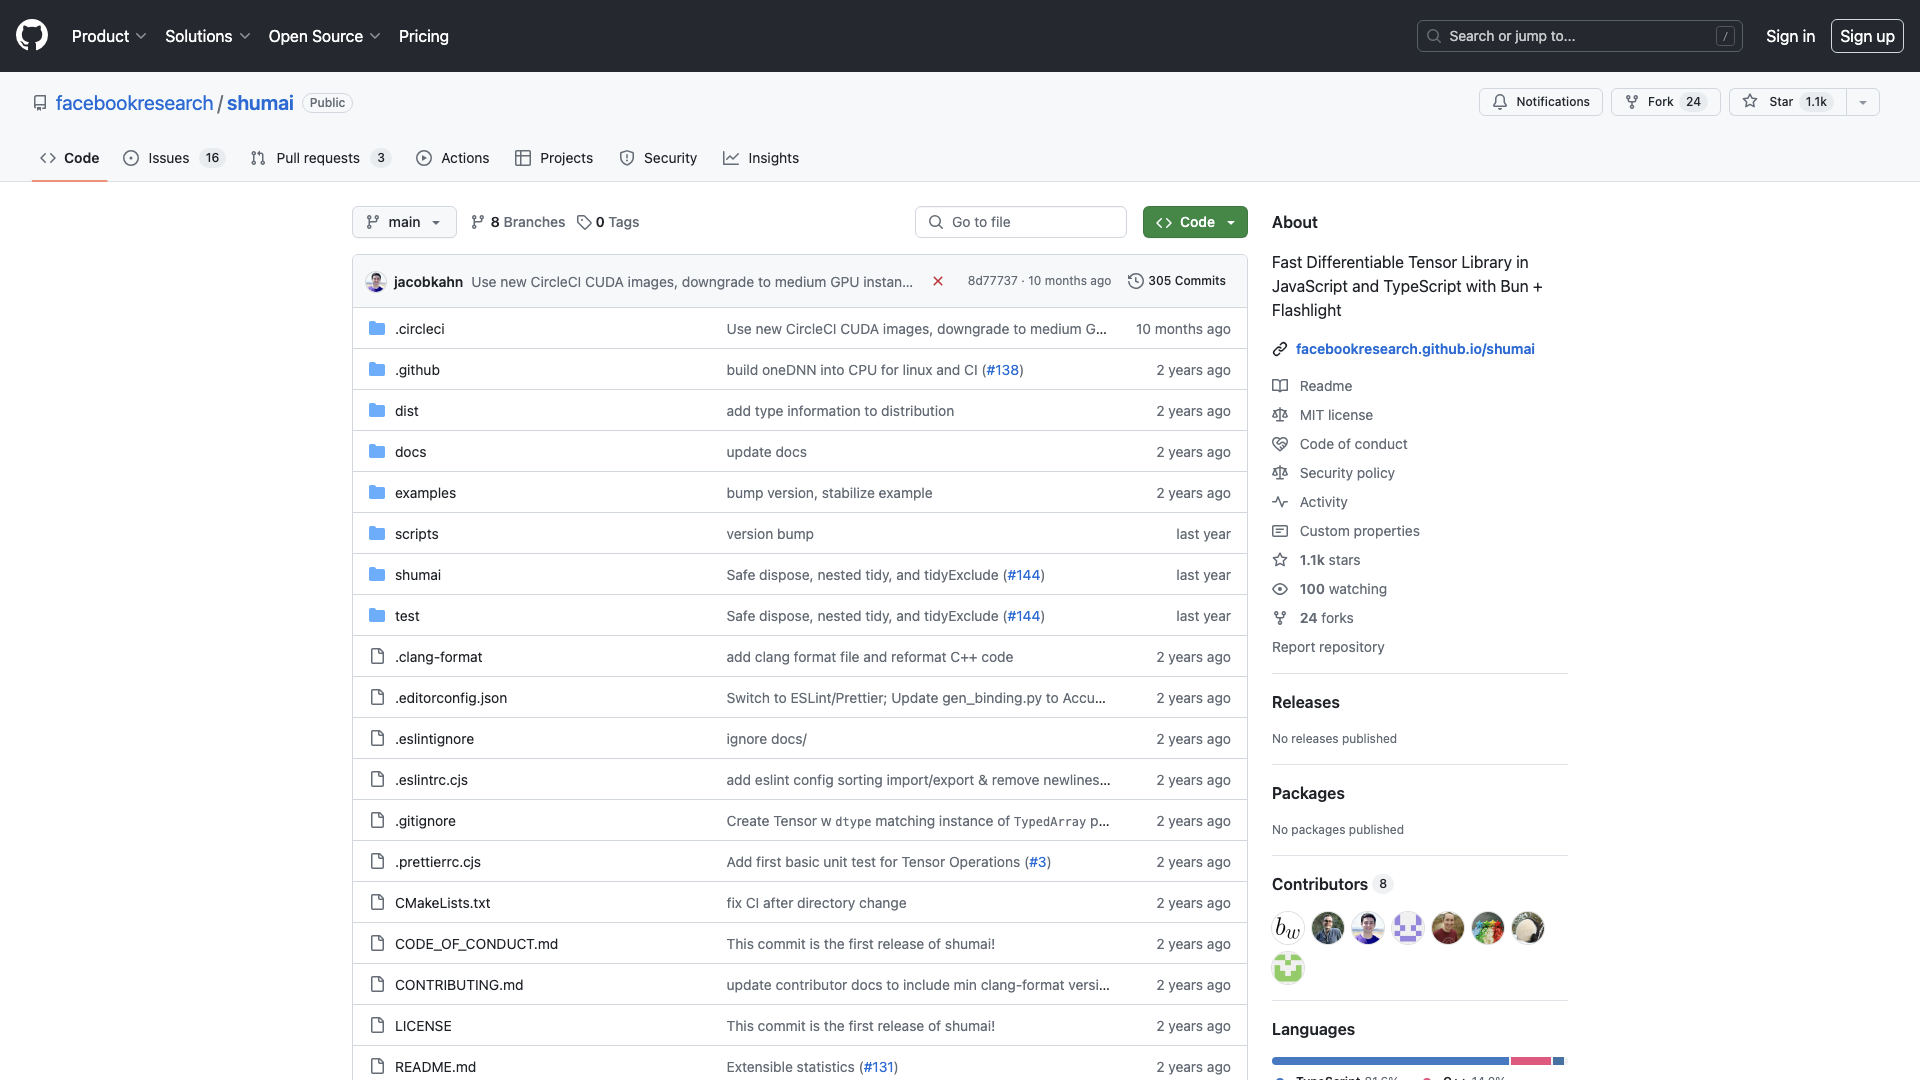 Product Solutions Open Source Pricing Search or jump to... / Sign in Sign up
facebookresearch / shumai Public Notifications Fork 24 Star 1.1k
Code Issues 16 Pull requests 3 Actions Projects Security Insights
main 8 Branches 0 Tags Go to file Code
jacobkahn Use new CircleCI CUDA images, downgrade to medium GPU instan... 8d77737 · 10 months ago 305 Commits
.circleci Use new CircleCI CUDA images, downgrade to medium G... 10 months ago
.github build oneDNN into CPU for linux and CI (#138) 2 years ago
dist add type information to distribution 2 years ago
docs update docs 2 years ago
examples bump version, stabilize example 2 years ago
scripts version bump last year
shumai Safe dispose, nested tidy, and tidyExclude (#144) last year
test Safe dispose, nested tidy, and tidyExclude (#144) last year
.clang-format add clang format file and reformat C++ code 2 years ago
.editorconfig.json Switch to ESLint/Prettier; Update gen_binding.py to Accu... 2 years ago
.eslintignore ignore docs/ 2 years ago
.eslintrc.cjs add eslint config sorting import/export & remove newlines... 2 years ago
.gitignore Create Tensor w dtype matching instance of TypedArray p... 2 years ago
.prettierrc.cjs Add first basic unit test for Tensor Operations (#3) 2 years ago
CMakeLists.txt fix CI after directory change 2 years ago
CODE_OF_CONDUCT.md This commit is the first release of shumai! 2 years ago
CONTRIBUTING.md update contributor docs to include min clang-format versi... 2 years ago
LICENSE This commit is the first release of shumai! 2 years ago
README.md Extensible statistics (#131) 2 years ago
About
Fast Differentiable Tensor Library in
JavaScript and TypeScript with Bun +
Flashlight
facebookresearch.github.io/shumai
Readme
MIT license
Code of conduct
Security policy
Activity
Custom properties
1.1k stars
100 watching
24 forks
Report repository
Releases
No releases published
Packages
No packages published
Contributors 8
bw
Languages